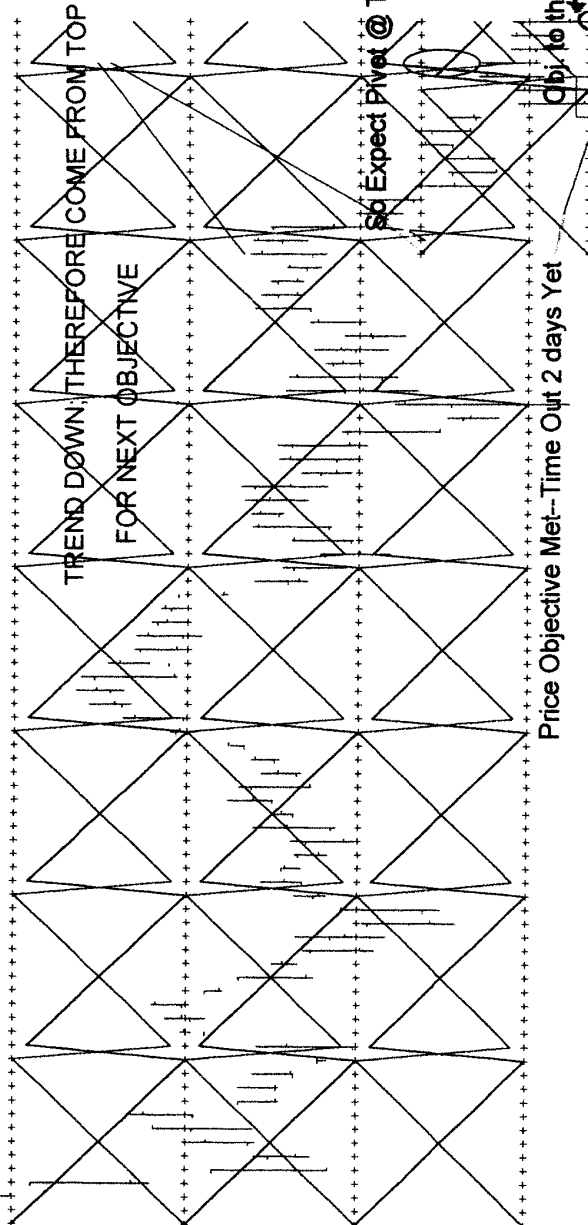 TREND DOWN; THEREFORE COME FROM TOP
FOR NEXT OBJECTIVE
So Expect Pivot @ T
Obj to th
Price Objective Met--Time Out 2 days Yet